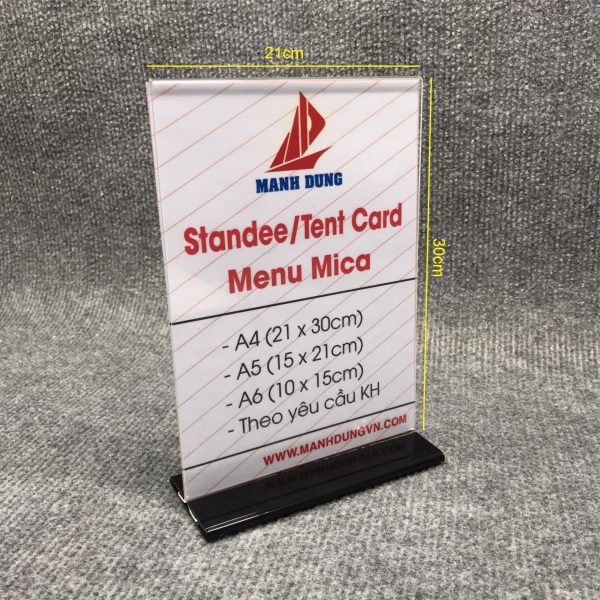 21cm
30cm
MANH DUNG
Standee/Tent Card
Menu Mica
- A4 (21 x 30cm)
- A5 (15 x 21cm)
- A6 (10 x 15cm)
- Theo yêu cầu KH
WWW.MANHDUNGVN.COM